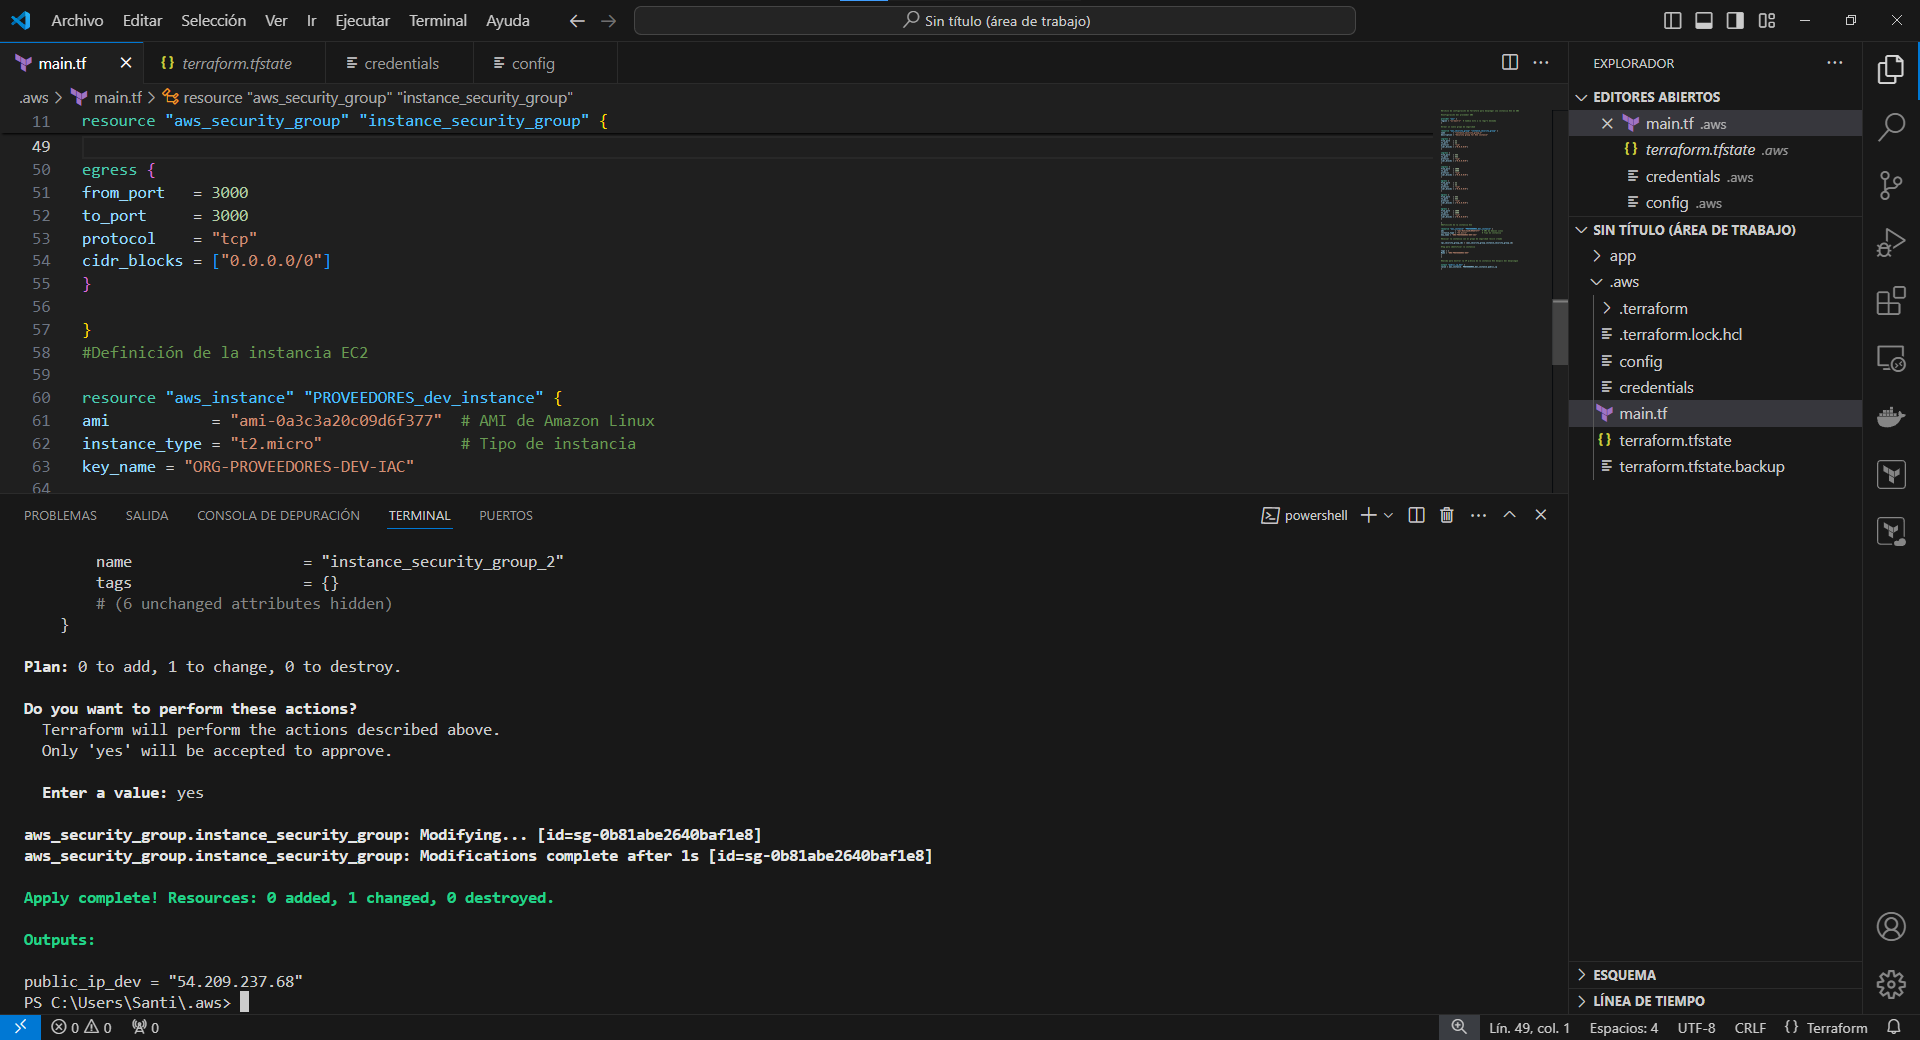 Archivo Editar Selección Ver Ir Ejecutar Terminal Ayuda
Sin título (área de trabajo)
main.tf
terraform.tfstate
credentials
config
.aws > main.tf > resource "aws_security_group" "instance_security_group"
11 resource "aws_security_group" "instance_security_group" {
49
50 egress {
51 from_port   = 3000
52 to_port     = 3000
53 protocol    = "tcp"
54 cidr_blocks = ["0.0.0.0/0"]
55 }
56
57 }
58 #Definición de la instancia EC2
59
60 resource "aws_instance" "PROVEEDORES_dev_instance" {
61 ami           = "ami-0a3c3a20c09d6f377"  # AMI de Amazon Linux
62 instance_type = "t2.micro"               # Tipo de instancia
63 key_name = "ORG-PROVEEDORES-DEV-IAC"
64
PROBLEMAS SALIDA CONSOLA DE DEPURACIÓN TERMINAL PUERTOS
powershell
name = "instance_security_group_2"
tags = {}
# (6 unchanged attributes hidden)
}
Plan: 0 to add, 1 to change, 0 to destroy.
Do you want to perform these actions?
Terraform will perform the actions described above.
Only 'yes' will be accepted to approve.
Enter a value: yes
aws_security_group.instance_security_group: Modifying... [id=sg-0b81abe2640baf1e8]
aws_security_group.instance_security_group: Modifications complete after 1s [id=sg-0b81abe2640baf1e8]
Apply complete! Resources: 0 added, 1 changed, 0 destroyed.
Outputs:
public_ip_dev = "54.209.237.68"
PS C:\Users\Santi\.aws>
EXPLORADOR
EDITORES ABIERTOS
main.tf .aws
terraform.tfstate .aws
credentials .aws
config .aws
SIN TÍTULO (ÁREA DE TRABAJO)
app
.aws
.terraform
.terraform.lock.hcl
config
credentials
main.tf
terraform.tfstate
terraform.tfstate.backup
ESQUEMA
LÍNEA DE TIEMPO
0 0 0
Lín. 49, col. 1 Espacios: 4 UTF-8 CRLF {} Terraform